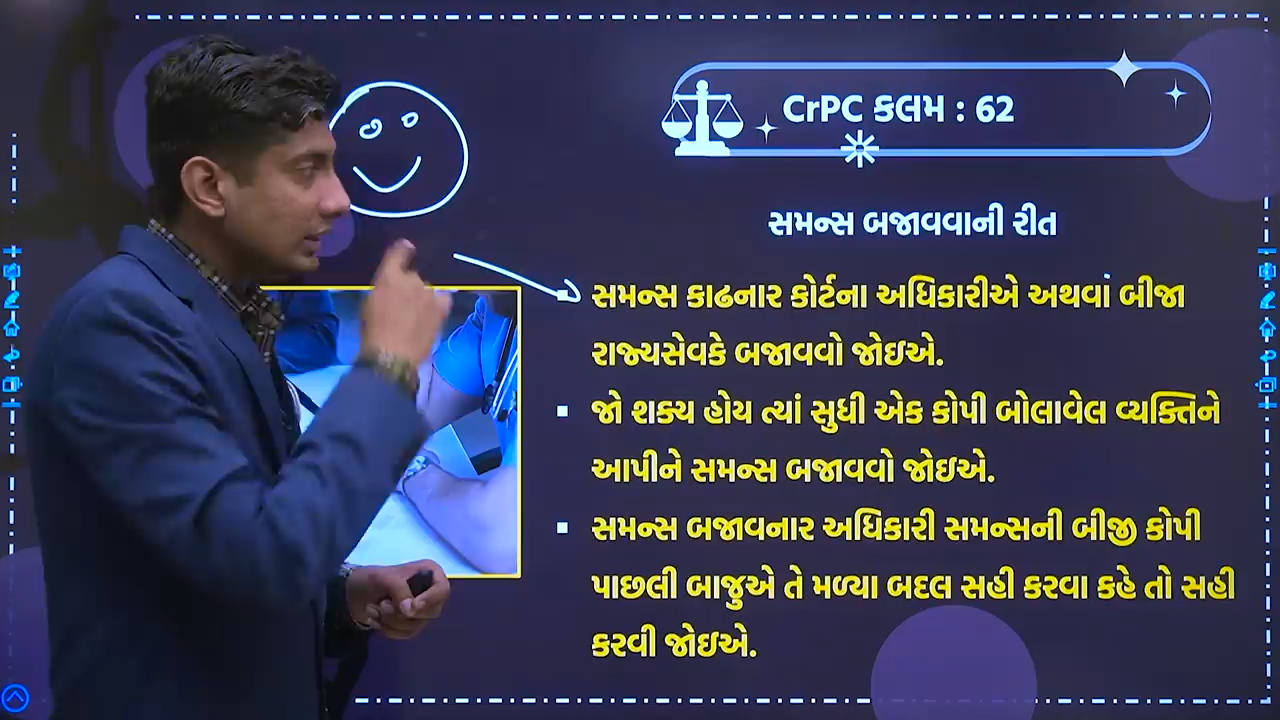 CrPC કલમ : 62
સમન્સ બજાવવાની રીત
સમન્સ કાઢનાર કોર્ટના અધિકારીએ અથવાં બીજા
રાજ્યસેવકે બજાવવો જોઇએ.
જો શક્ય હોય ત્યાં સુધી એક કોપી બોલાવેલ વ્યક્તિને
આપીને સમન્સ બજાવવો જોઇએ.
સમન્સ બજાવનાર અધિકારી સમન્સની બીજી કોપી
પાછલી બાજુએ તે મળ્યા બદલ સહી કરવા કહે તો સહી
કરવી જોઇએ.